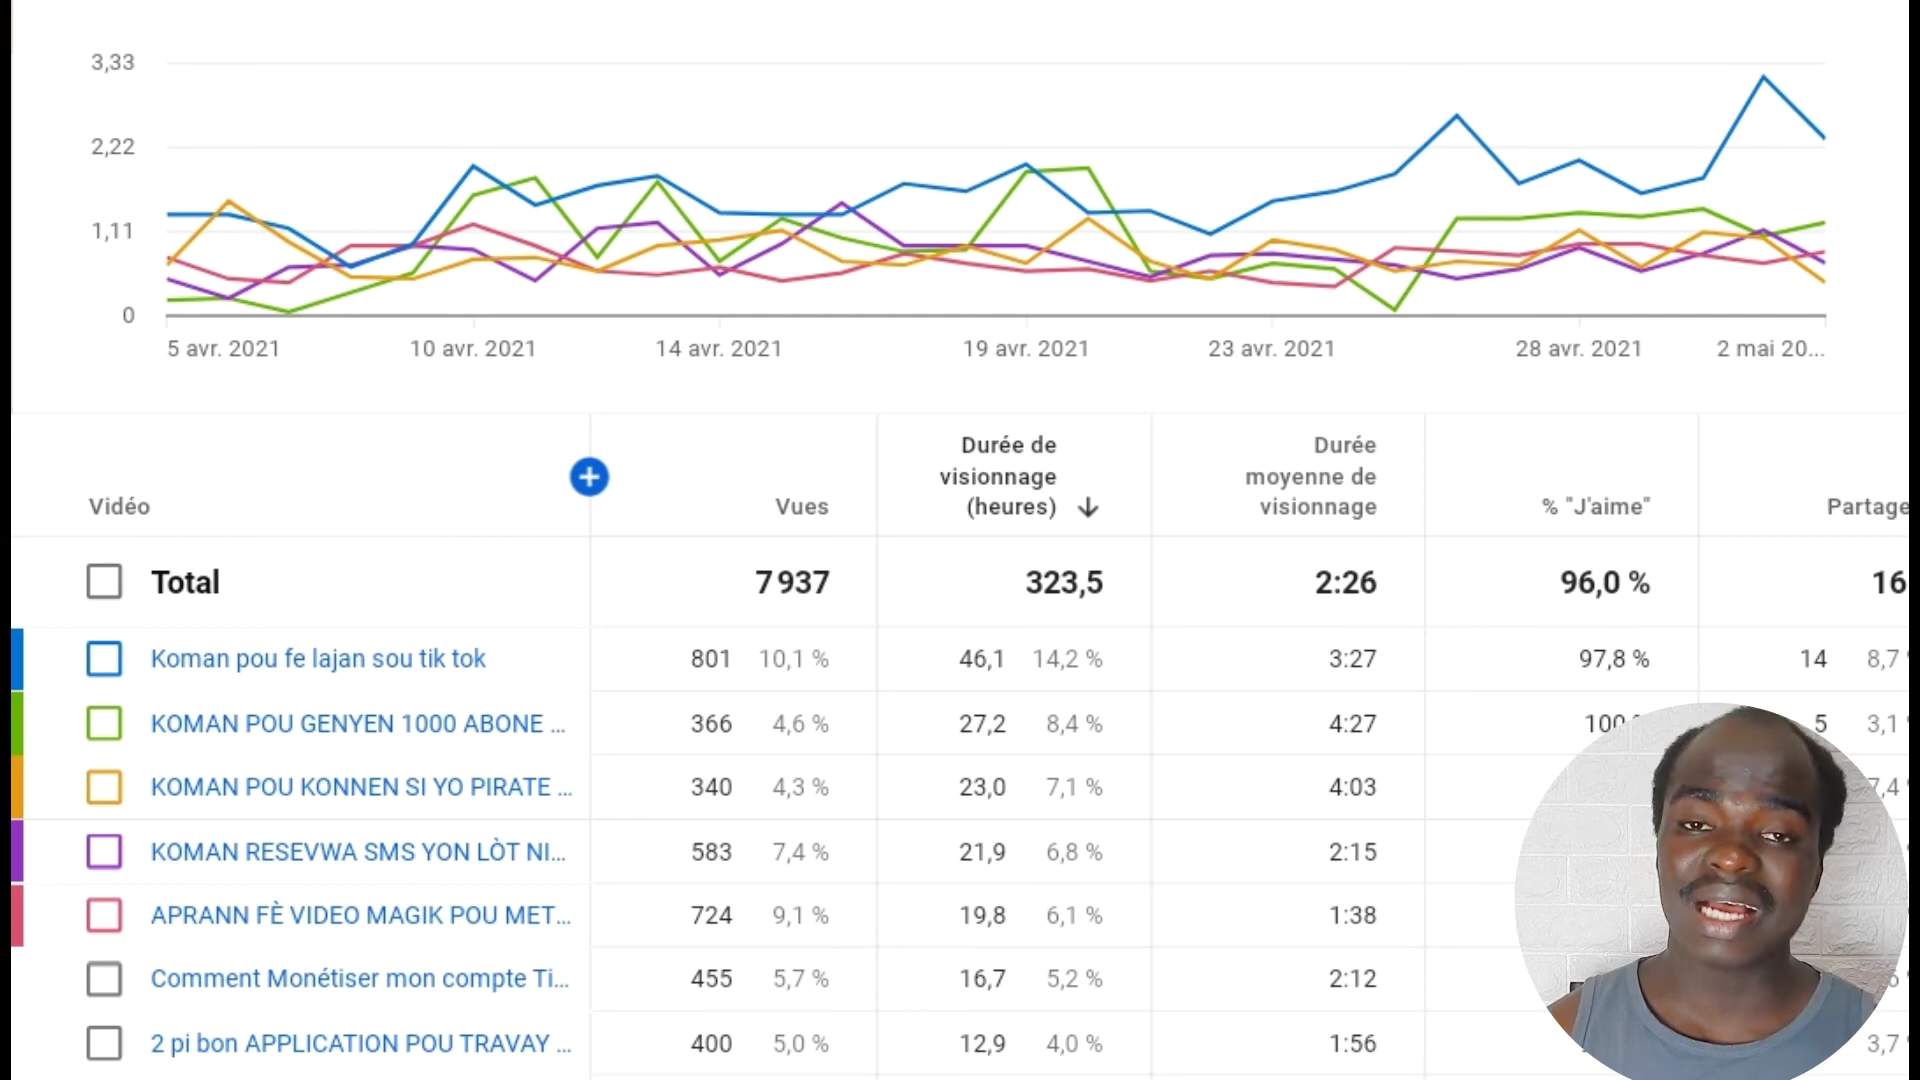 3,33
2,22
1,11
0
5 avr. 2021 10 avr. 2021 14 avr. 2021 19 avr. 2021 23 avr. 2021 28 avr. 2021 2 mai 20...
Vidéo
Vues
Durée de
visionnage
(heures)
Durée
moyenne de
visionnage
% "J'aime"
Partage
Total 7 937 323,5 2:26 96,0 % 16
Koman pou fe lajan sou tik tok 801 10,1 % 46,1 14,2 % 3:27 97,8 % 14 8,7
KOMAN POU GENYEN 1000 ABONE ... 366 4,6 % 27,2 8,4 % 4:27 100 5 3,1
KOMAN POU KONNEN SI YO PIRATE ... 340 4,3 % 23,0 7,1 % 4:03 7,4
KOMAN RESEVWA SMS YON LÒT NI... 583 7,4 % 21,9 6,8 % 2:15
APRANN FÈ VIDEO MAGIK POU MET... 724 9,1 % 19,8 6,1 % 1:38
Comment Monétiser mon compte Ti... 455 5,7 % 16,7 5,2 % 2:12
2 pi bon APPLICATION POU TRAVAY ... 400 5,0 % 12,9 4,0 % 1:56 3,7